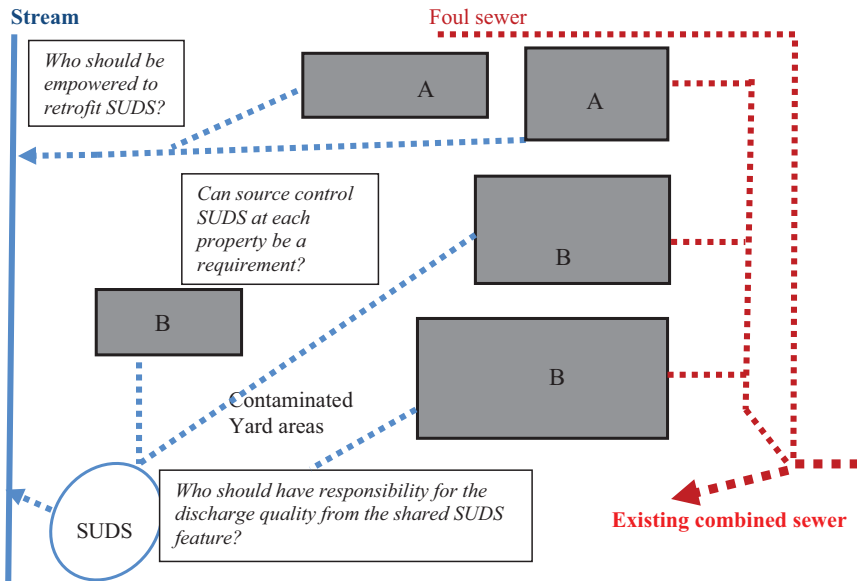 Stream
Foul sewer
Who should be
empowered to
retrofit SUDS?
A
A
Can source control
SUDS at each
property be a
requirement?
B
B
B
Contaminated
Yard areas
Who should have responsibility for the
discharge quality from the shared SUDS
feature?
SUDS
Existing combined sewer